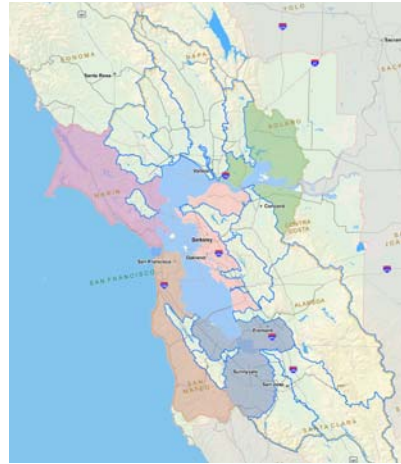 YOLO
SONOMA
NAPA
Santa Rosa
SOLANO
Vallejo
MARIN
Concord
CONTRA
COSTA
Berkeley
Oakland
San Francisco
SAN FRANCISCO
ALAMEDA
Fremont
SAN
MATEO
Sunnyvale
San Jose
SANTA CLARA